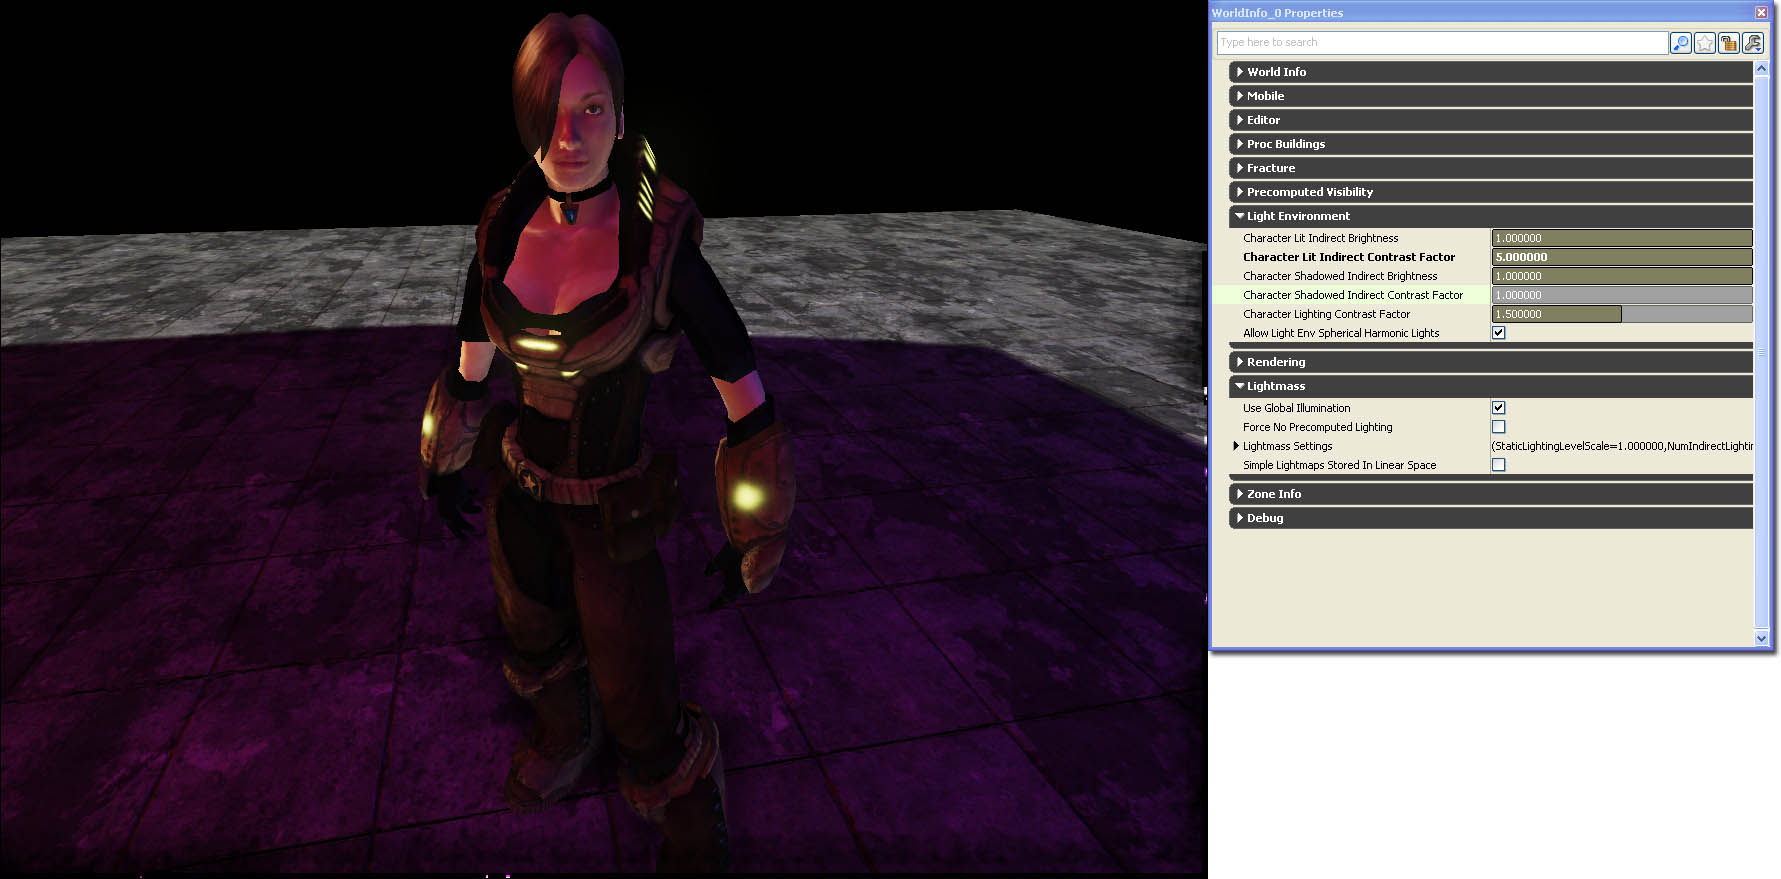 WorldInfo_0 Properties
Type here to search
World Info
Mobile
Editor
Proc Buildings
Fracture
Precomputed Visibility
Light Environment
Character Lit Indirect Brightness 1.000000
Character Lit Indirect Contrast Factor 5.000000
Character Shadowed Indirect Brightness 1.000000
Character Shadowed Indirect Contrast Factor 1.000000
Character Lighting Contrast Factor 1.500000
Allow Light Env Spherical Harmonic Lights
Rendering
Lightmass
Use Global Illumination
Force No Precomputed Lighting
Lightmass Settings (StaticLightingLevelScale=1.000000,NumIndirectLightin
Simple Lightmaps Stored In Linear Space
Zone Info
Debug